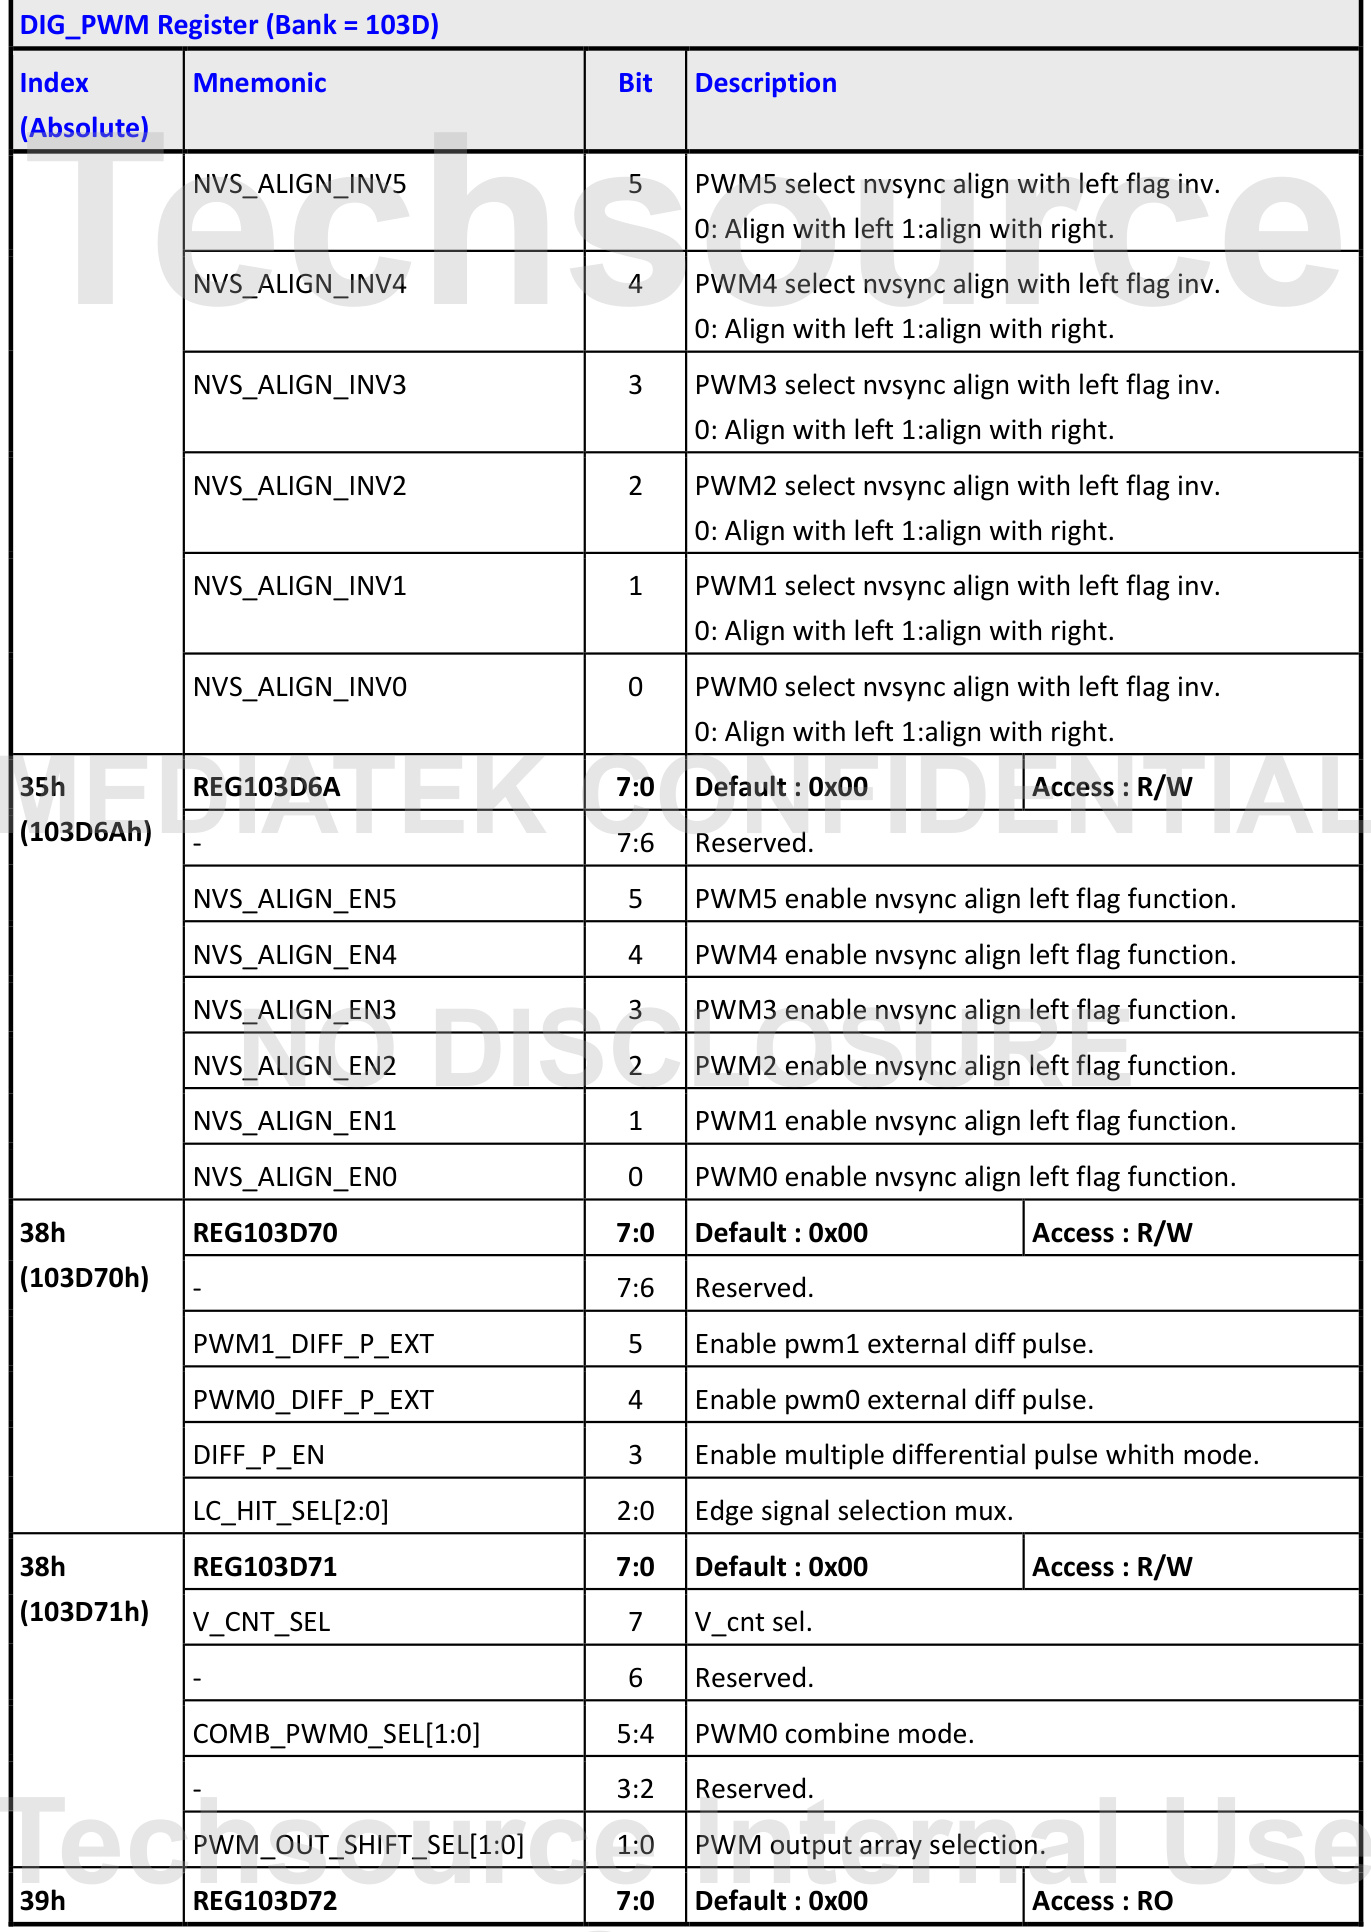 DIG_PWM Register (Bank = 103D)
Index (Absolute) Mnemonic Bit Description
NVS_ALIGN_INV5 5 PWM5 select nvsync align with left flag inv.
0: Align with left 1:align with right.
NVS_ALIGN_INV4 4 PWM4 select nvsync align with left flag inv.
0: Align with left 1:align with right.
NVS_ALIGN_INV3 3 PWM3 select nvsync align with left flag inv.
0: Align with left 1:align with right.
NVS_ALIGN_INV2 2 PWM2 select nvsync align with left flag inv.
0: Align with left 1:align with right.
NVS_ALIGN_INV1 1 PWM1 select nvsync align with left flag inv.
0: Align with left 1:align with right.
NVS_ALIGN_INV0 0 PWM0 select nvsync align with left flag inv.
0: Align with left 1:align with right.
35h REG103D6A 7:0 Default : 0x00 Access : R/W
(103D6Ah) - 7:6 Reserved.
NVS_ALIGN_EN5 5 PWM5 enable nvsync align left flag function.
NVS_ALIGN_EN4 4 PWM4 enable nvsync align left flag function.
NVS_ALIGN_EN3 3 PWM3 enable nvsync align left flag function.
NVS_ALIGN_EN2 2 PWM2 enable nvsync align left flag function.
NVS_ALIGN_EN1 1 PWM1 enable nvsync align left flag function.
NVS_ALIGN_EN0 0 PWM0 enable nvsync align left flag function.
38h REG103D70 7:0 Default : 0x00 Access : R/W
(103D70h) - 7:6 Reserved.
PWM1_DIFF_P_EXT 5 Enable pwm1 external diff pulse.
PWM0_DIFF_P_EXT 4 Enable pwm0 external diff pulse.
DIFF_P_EN 3 Enable multiple differential pulse whith mode.
LC_HIT_SEL[2:0] 2:0 Edge signal selection mux.
38h REG103D71 7:0 Default : 0x00 Access : R/W
(103D71h) V_CNT_SEL 7 V_cnt sel.
- 6 Reserved.
COMB_PWM0_SEL[1:0] 5:4 PWM0 combine mode.
- 3:2 Reserved.
PWM_OUT_SHIFT_SEL[1:0] 1:0 PWM output array selection.
39h REG103D72 7:0 Default : 0x00 Access : RO
Techsource
MEDIATEK CONFIDENTIAL
NO DISCLOSURE
Techsource Internal Use